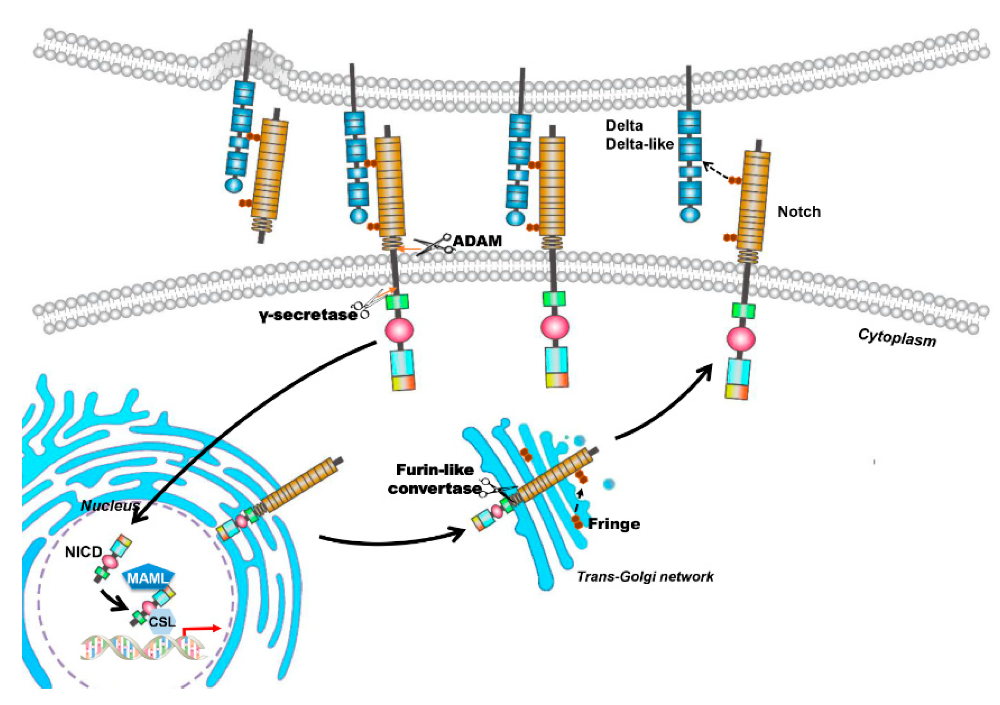 Delta
Delta-like
Notch
ADAM
γ-secretase
Cytoplasm
Furin-like
convertase
Nucleus
Fringe
NICD
MAML
Trans-Golgi network
CSL